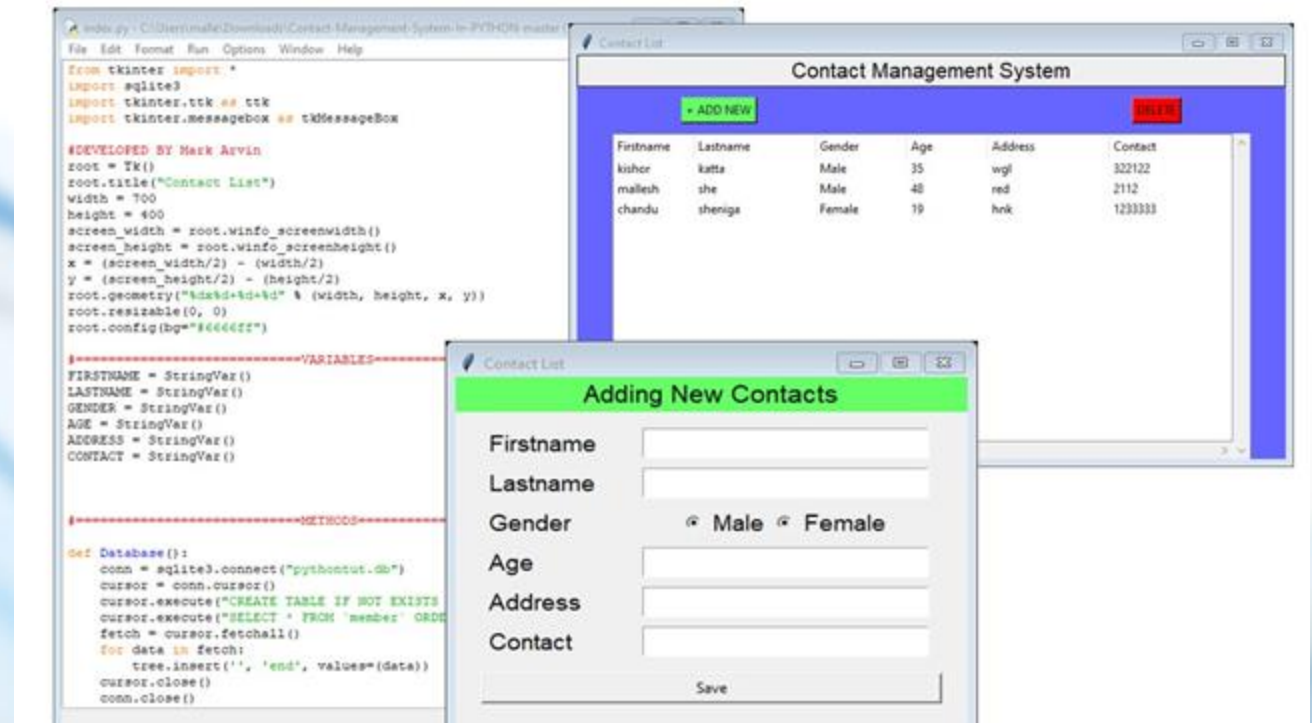 index.py - C:\Users\malle\Downloads\Contact-Management-System-In-PYTHON-master
File Edit Format Run Options Window Help
from tkinter import *
import sqlite3
import tkinter.ttk as ttk
import tkinter.messagebox as tkMessageBox
#DEVELOPED BY Mark Arvin
root = Tk()
root.title("Contact List")
width = 700
height = 400
screen_width = root.winfo_screenwidth()
screen_height = root.winfo_screenheight()
x = (screen_width/2) - (width/2)
y = (screen_height/2) - (height/2)
root.geometry("%dx%d+%d+%d" % (width, height, x, y))
root.resizable(0, 0)
root.config(bg="#6666ff")
#============================VARIABLES=========
FIRSTNAME = StringVar()
LASTNAME = StringVar()
GENDER = StringVar()
AGE = StringVar()
ADDRESS = StringVar()
CONTACT = StringVar()
#============================METHODS===========
def Database():
    conn = sqlite3.connect("pythontut.db")
    cursor = conn.cursor()
    cursor.execute("CREATE TABLE IF NOT EXISTS
    cursor.execute("SELECT * FROM `member` ORDE
    fetch = cursor.fetchall()
    for data in fetch:
        tree.insert('', 'end', values=(data))
    cursor.close()
    conn.close()
Contact List
Contact Management System
+ ADD NEW DELETE
Firstname Lastname Gender Age Address Contact
kishor katta Male 35 wgl 322122
mallesh she Male 48 red 2112
chandu sheniga Female 19 hnk 1233333
Contact List
Adding New Contacts
Firstname
Lastname
Gender Male Female
Age
Address
Contact
Save